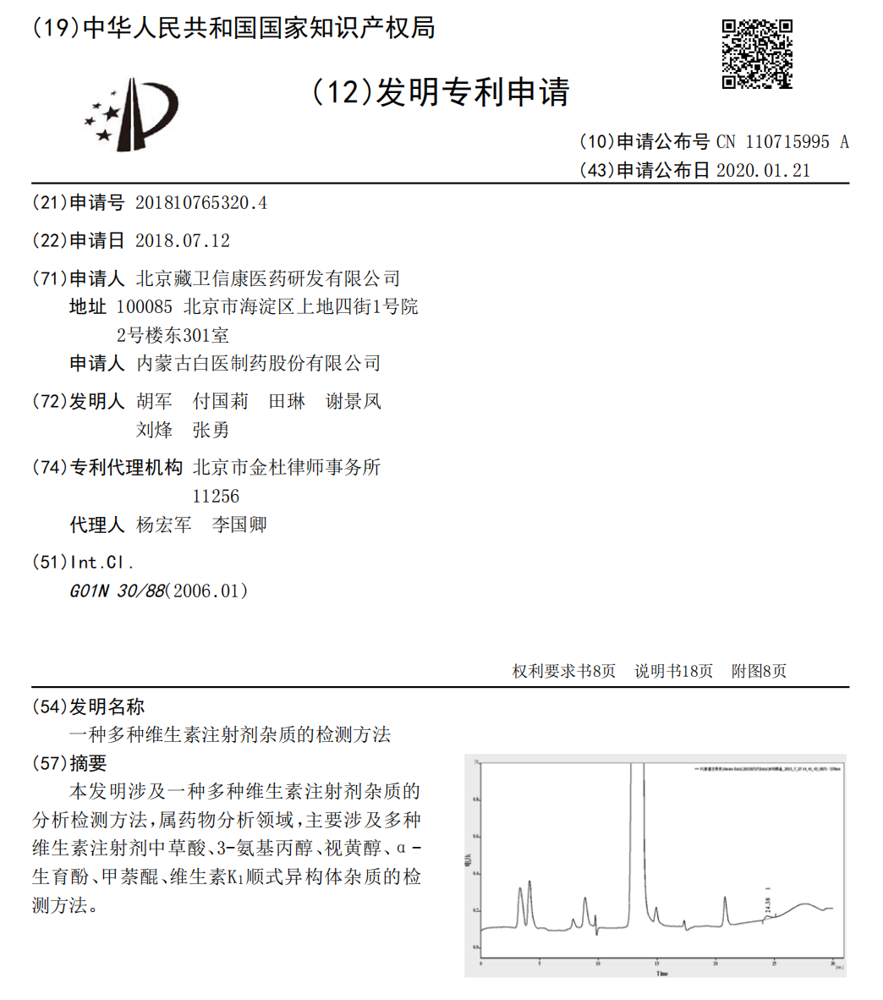 (19)中华人民共和国国家知识产权局
(12)发明专利申请
(10)申请公布号 CN 110715995 A
(43)申请公布日 2020.01.21
(21)申请号 201810765320.4
(22)申请日 2018.07.12
(71)申请人 北京藏卫信康医药研发有限公司
地址 100085 北京市海淀区上地四街1号院
2号楼东301室
申请人 内蒙古白医制药股份有限公司
(72)发明人 胡军 付国莉 田琳 谢景凤
刘烽 张勇
(74)专利代理机构 北京市金杜律师事务所
11256
代理人 杨宏军 李国卿
(51)Int.Cl.
G01N 30/88(2006.01)
权利要求书8页 说明书18页 附图8页
(54)发明名称
一种多种维生素注射剂杂质的检测方法
(57)摘要
本发明涉及一种多种维生素注射剂杂质的
分析检测方法,属药物分析领域,主要涉及多种
维生素注射剂中草酸、3-氨基丙醇、视黄醇、α-
生育酚、甲萘醌、维生素K₁顺式异构体杂质的检
测方法。
24.38 1
0 5 10 15 20 25 30
Time